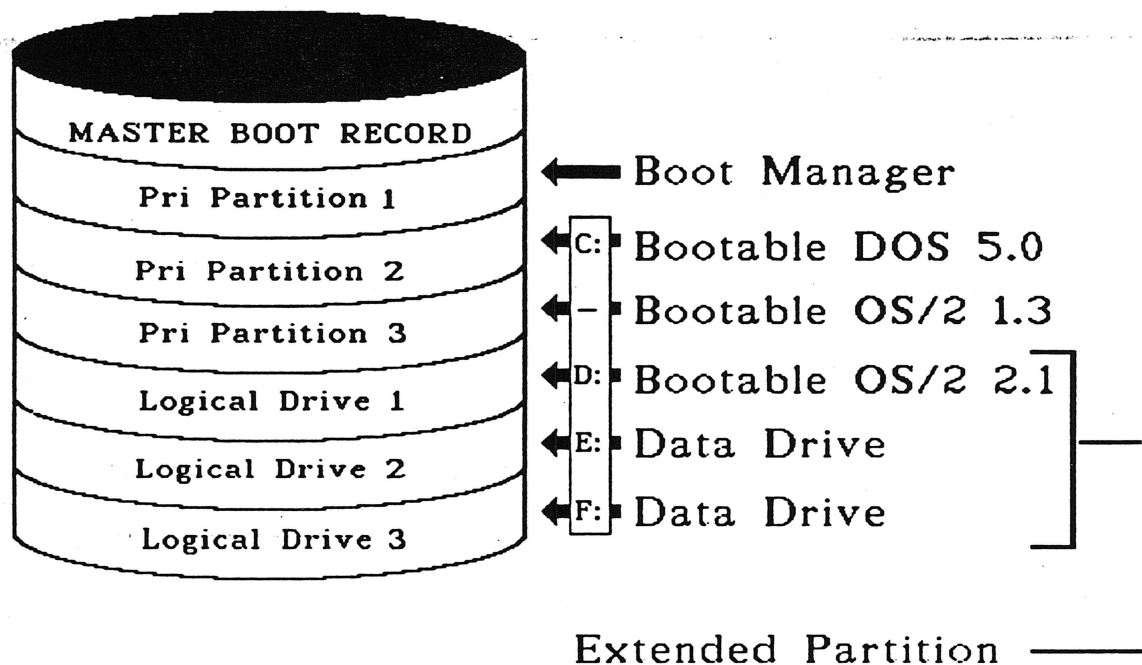 MASTER BOOT RECORD
Pri Partition 1
Pri Partition 2
Pri Partition 3
Logical Drive 1
Logical Drive 2
Logical Drive 3
Boot Manager
C: Bootable DOS 5.0
– Bootable OS/2 1.3
D: Bootable OS/2 2.1
E: Data Drive
F: Data Drive
Extended Partition